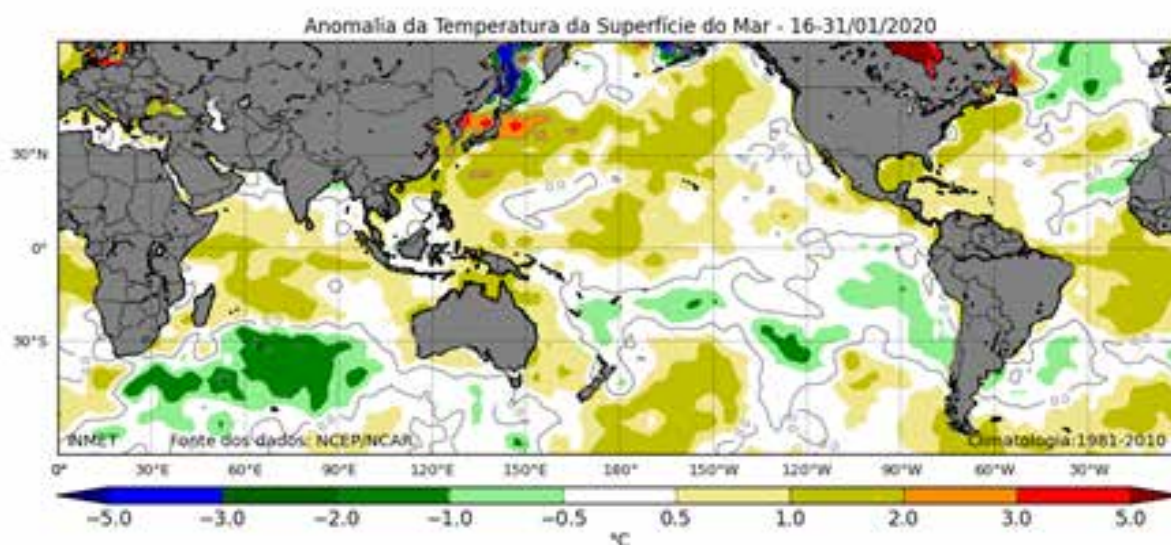 Anomalia da Temperatura da Superfície do Mar - 16-31/01/2020
30°N
0°
30°S
INMET Fonte dos dados: NCEP/NCAR Climatologia:1981-2010
0° 30°E 60°E 90°E 120°E 150°E 180° 150°W 120°W 90°W 60°W 30°W
−5.0 −3.0 −2.0 −1.0 −0.5 0.5 1.0 2.0 3.0 5.0
°C